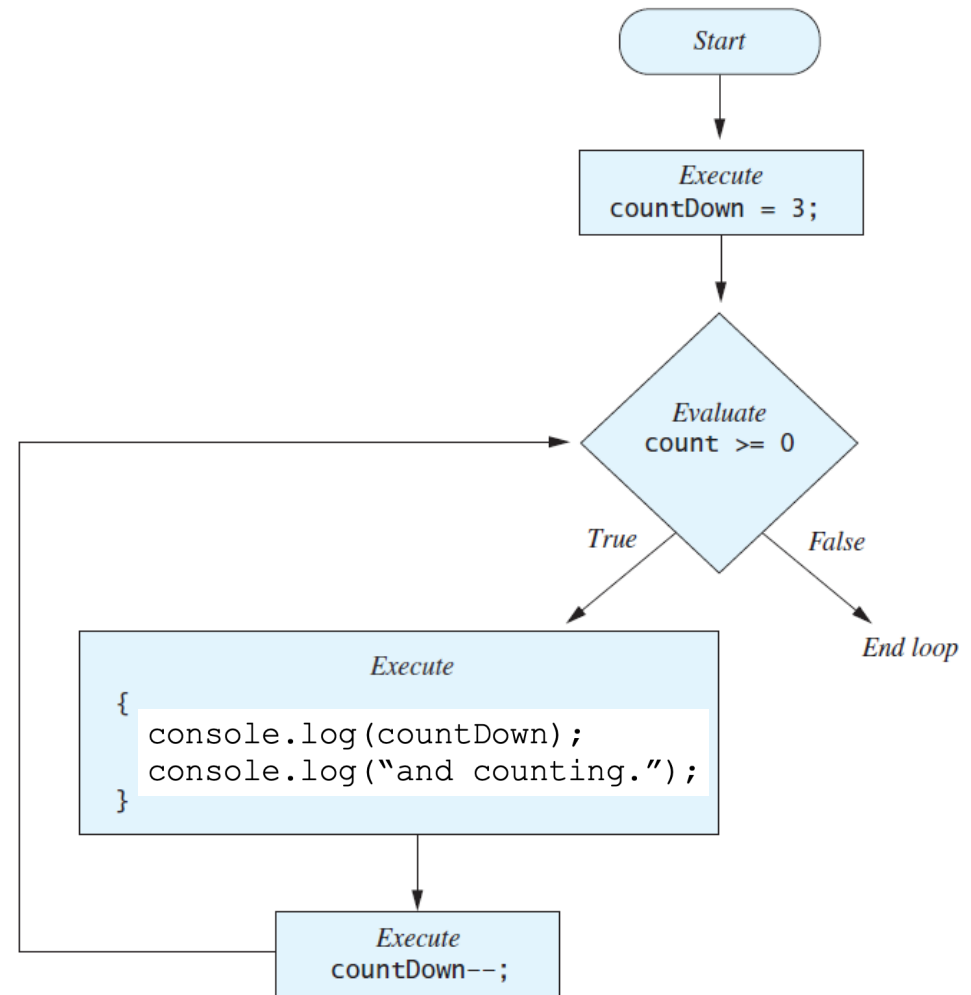 Start
Execute
countDown = 3;
Evaluate
count >= 0
True
False
End loop
Execute
{
console.log(countDown);
console.log(“and counting.”);
}
Execute
countDown--;